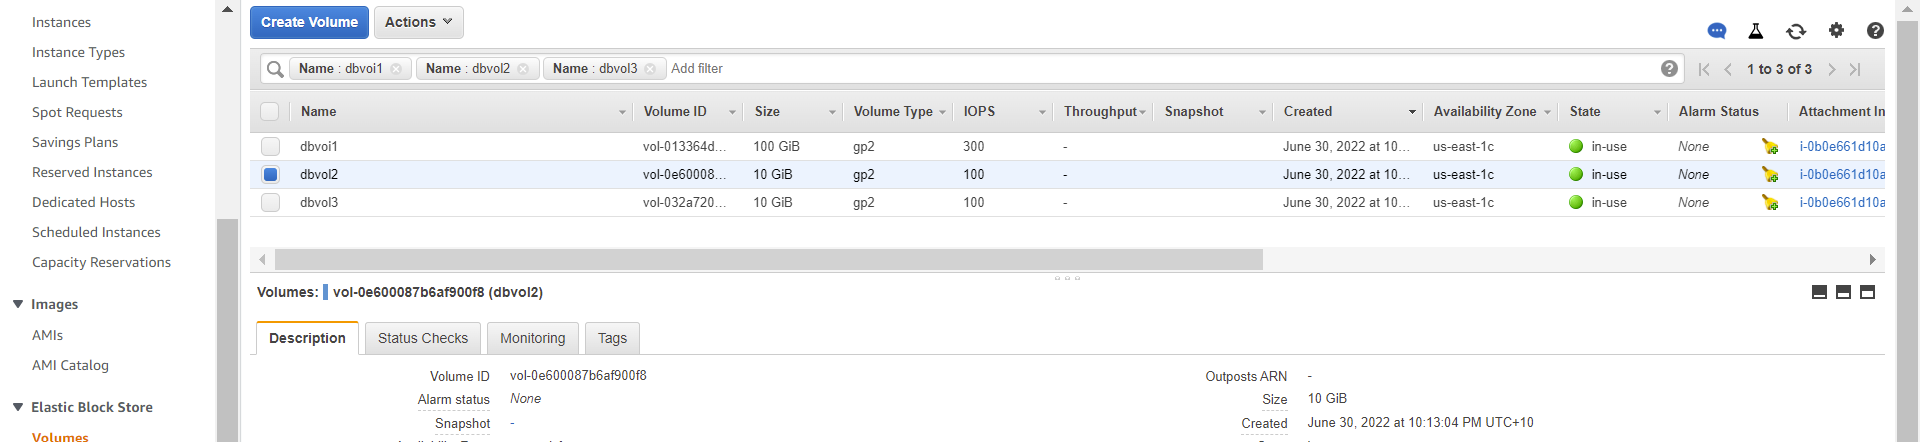 Instances
Instance Types
Launch Templates
Spot Requests
Savings Plans
Reserved Instances
Dedicated Hosts
Scheduled Instances
Capacity Reservations
Images
AMIs
AMI Catalog
Elastic Block Store
Volumes
Create Volume Actions
Name : dbvoi1 Name : dbvol2 Name : dbvol3 Add filter 1 to 3 of 3
Name Volume ID Size Volume Type IOPS Throughput Snapshot Created Availability Zone State Alarm Status Attachment In
dbvoi1 vol-013364d... 100 GiB gp2 300 - June 30, 2022 at 10... us-east-1c in-use None i-0b0e661d10a
dbvol2 vol-0e60008... 10 GiB gp2 100 - June 30, 2022 at 10... us-east-1c in-use None i-0b0e661d10a
dbvol3 vol-032a720... 10 GiB gp2 100 - June 30, 2022 at 10... us-east-1c in-use None i-0b0e661d10a
Volumes: vol-0e600087b6af900f8 (dbvol2)
Description Status Checks Monitoring Tags
Volume ID vol-0e600087b6af900f8 Outposts ARN -
Alarm status None Size 10 GiB
Snapshot - Created June 30, 2022 at 10:13:04 PM UTC+10